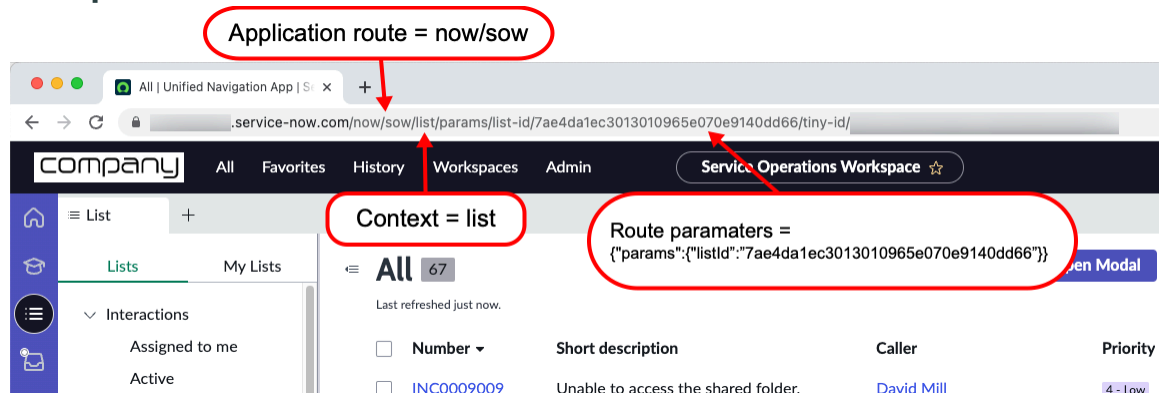 Application route = now/sow
All | Unified Navigation App | S
.service-now.com/now/sow/list/params/list-id/7ae4da1ec3013010965e070e9140dd66/tiny-id/
company All Favorites History Workspaces Admin Service Operations Workspace
List
Context = list
Route paramaters =
{"params":{"listId":"7ae4da1ec3013010965e070e9140dd66"}}
Lists My Lists
All 67
pen Modal
Last refreshed just now.
Interactions
Assigned to me
Number Short description Caller Priority
Active
INC0009009 Unable to access the shared folder. David Mill 4 - Low